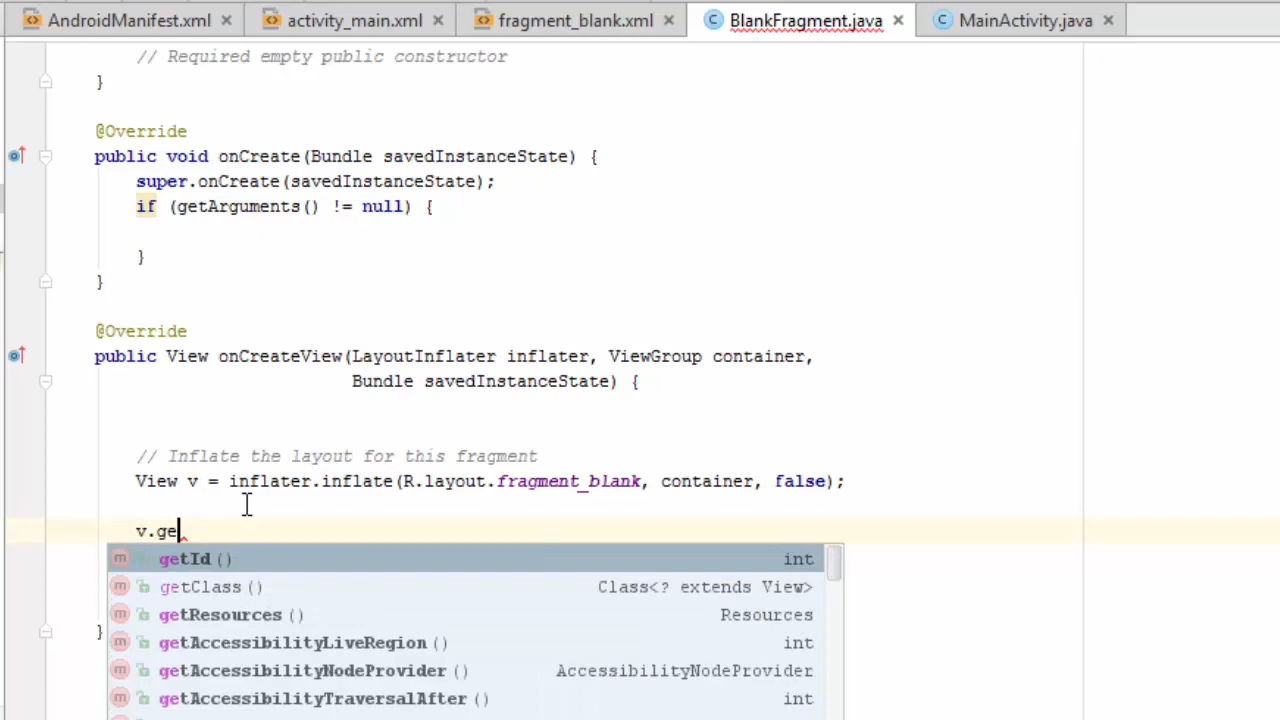 AndroidManifest.xml activity_main.xml fragment_blank.xml BlankFragment.java MainActivity.java
// Required empty public constructor
}
@Override
public void onCreate(Bundle savedInstanceState) {
super.onCreate(savedInstanceState);
if (getArguments() != null) {
}
}
@Override
public View onCreateView(LayoutInflater inflater, ViewGroup container,
Bundle savedInstanceState) {
// Inflate the layout for this fragment
View v = inflater.inflate(R.layout.fragment_blank, container, false);
v.ge
getId() int
getClass() Class<? extends View>
getResources() Resources
getAccessibilityLiveRegion() int
}
getAccessibilityNodeProvider() AccessibilityNodeProvider
getAccessibilityTraversalAfter() int